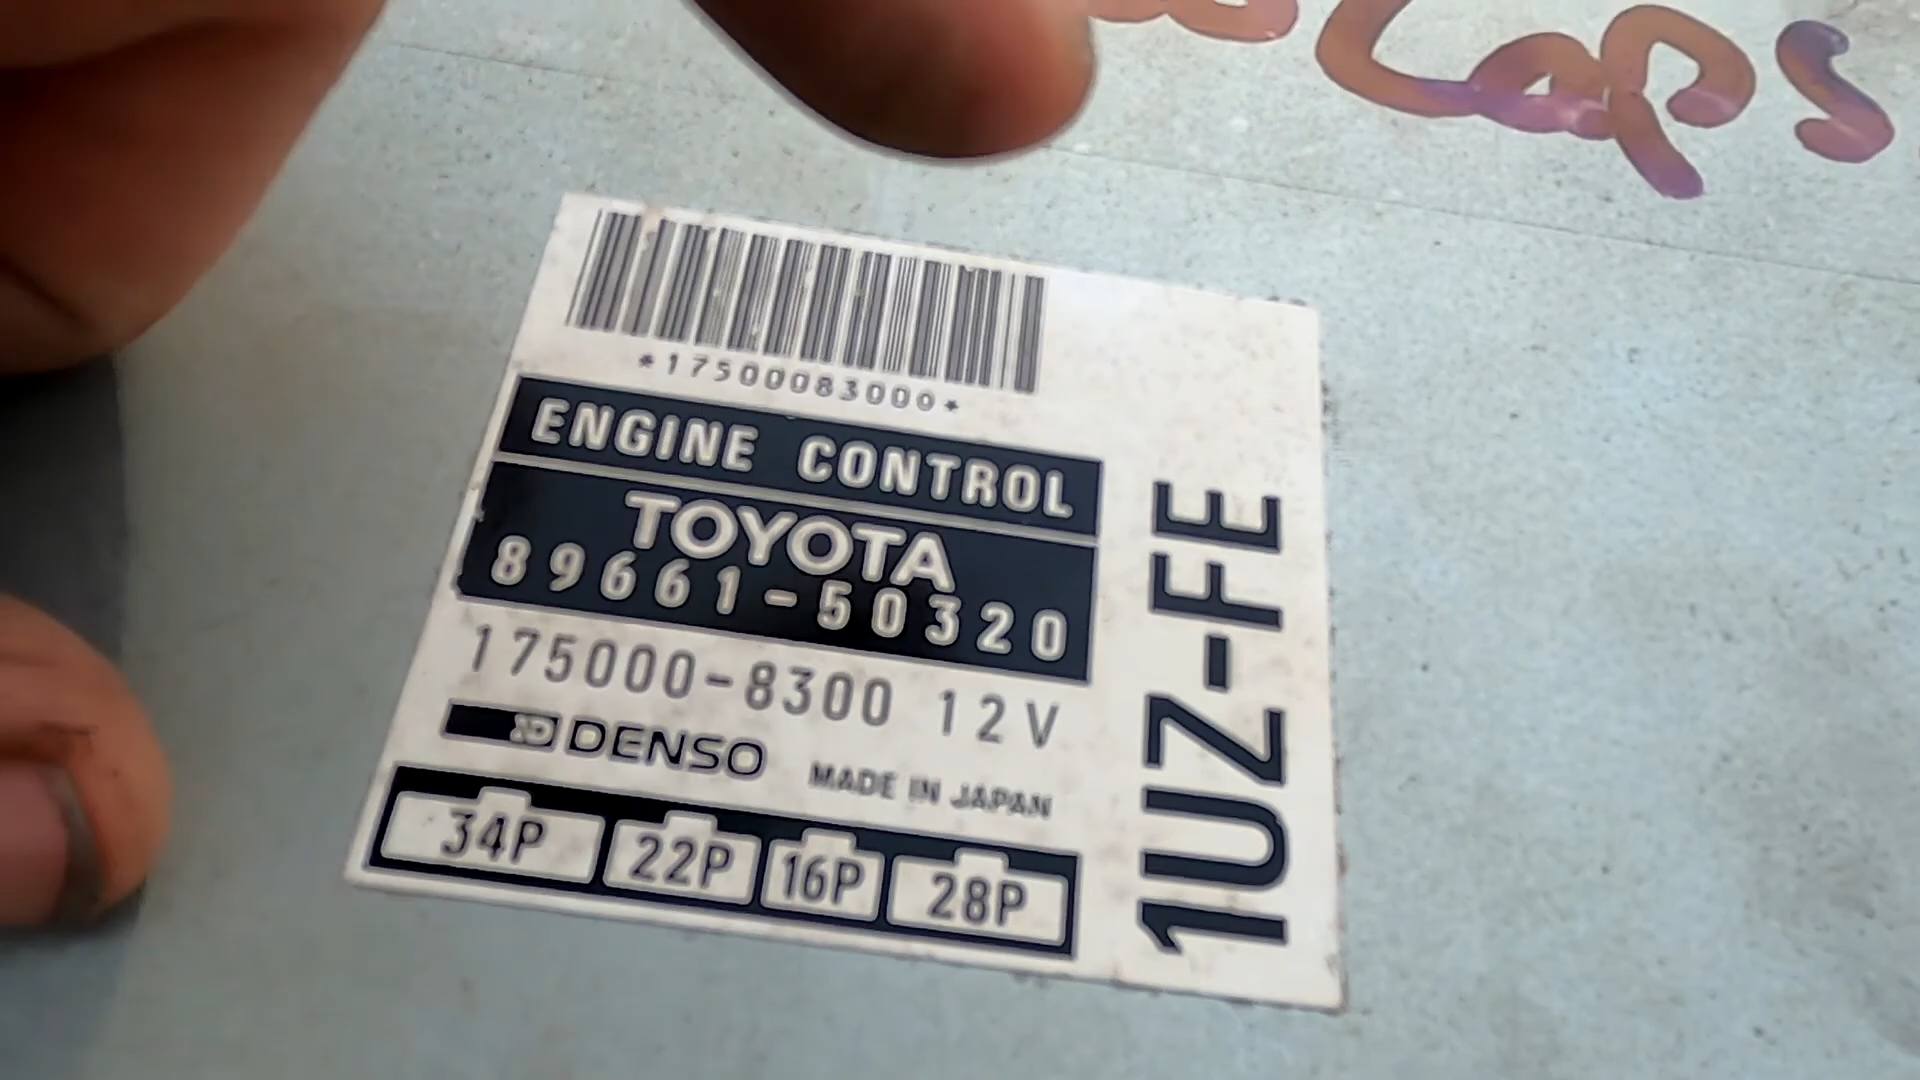 Caps
*17500083000*
ENGINE CONTROL
TOYOTA
89661-50320
175000-8300 12V
DENSO MADE IN JAPAN
34P 22P 16P 28P
1UZ-FE